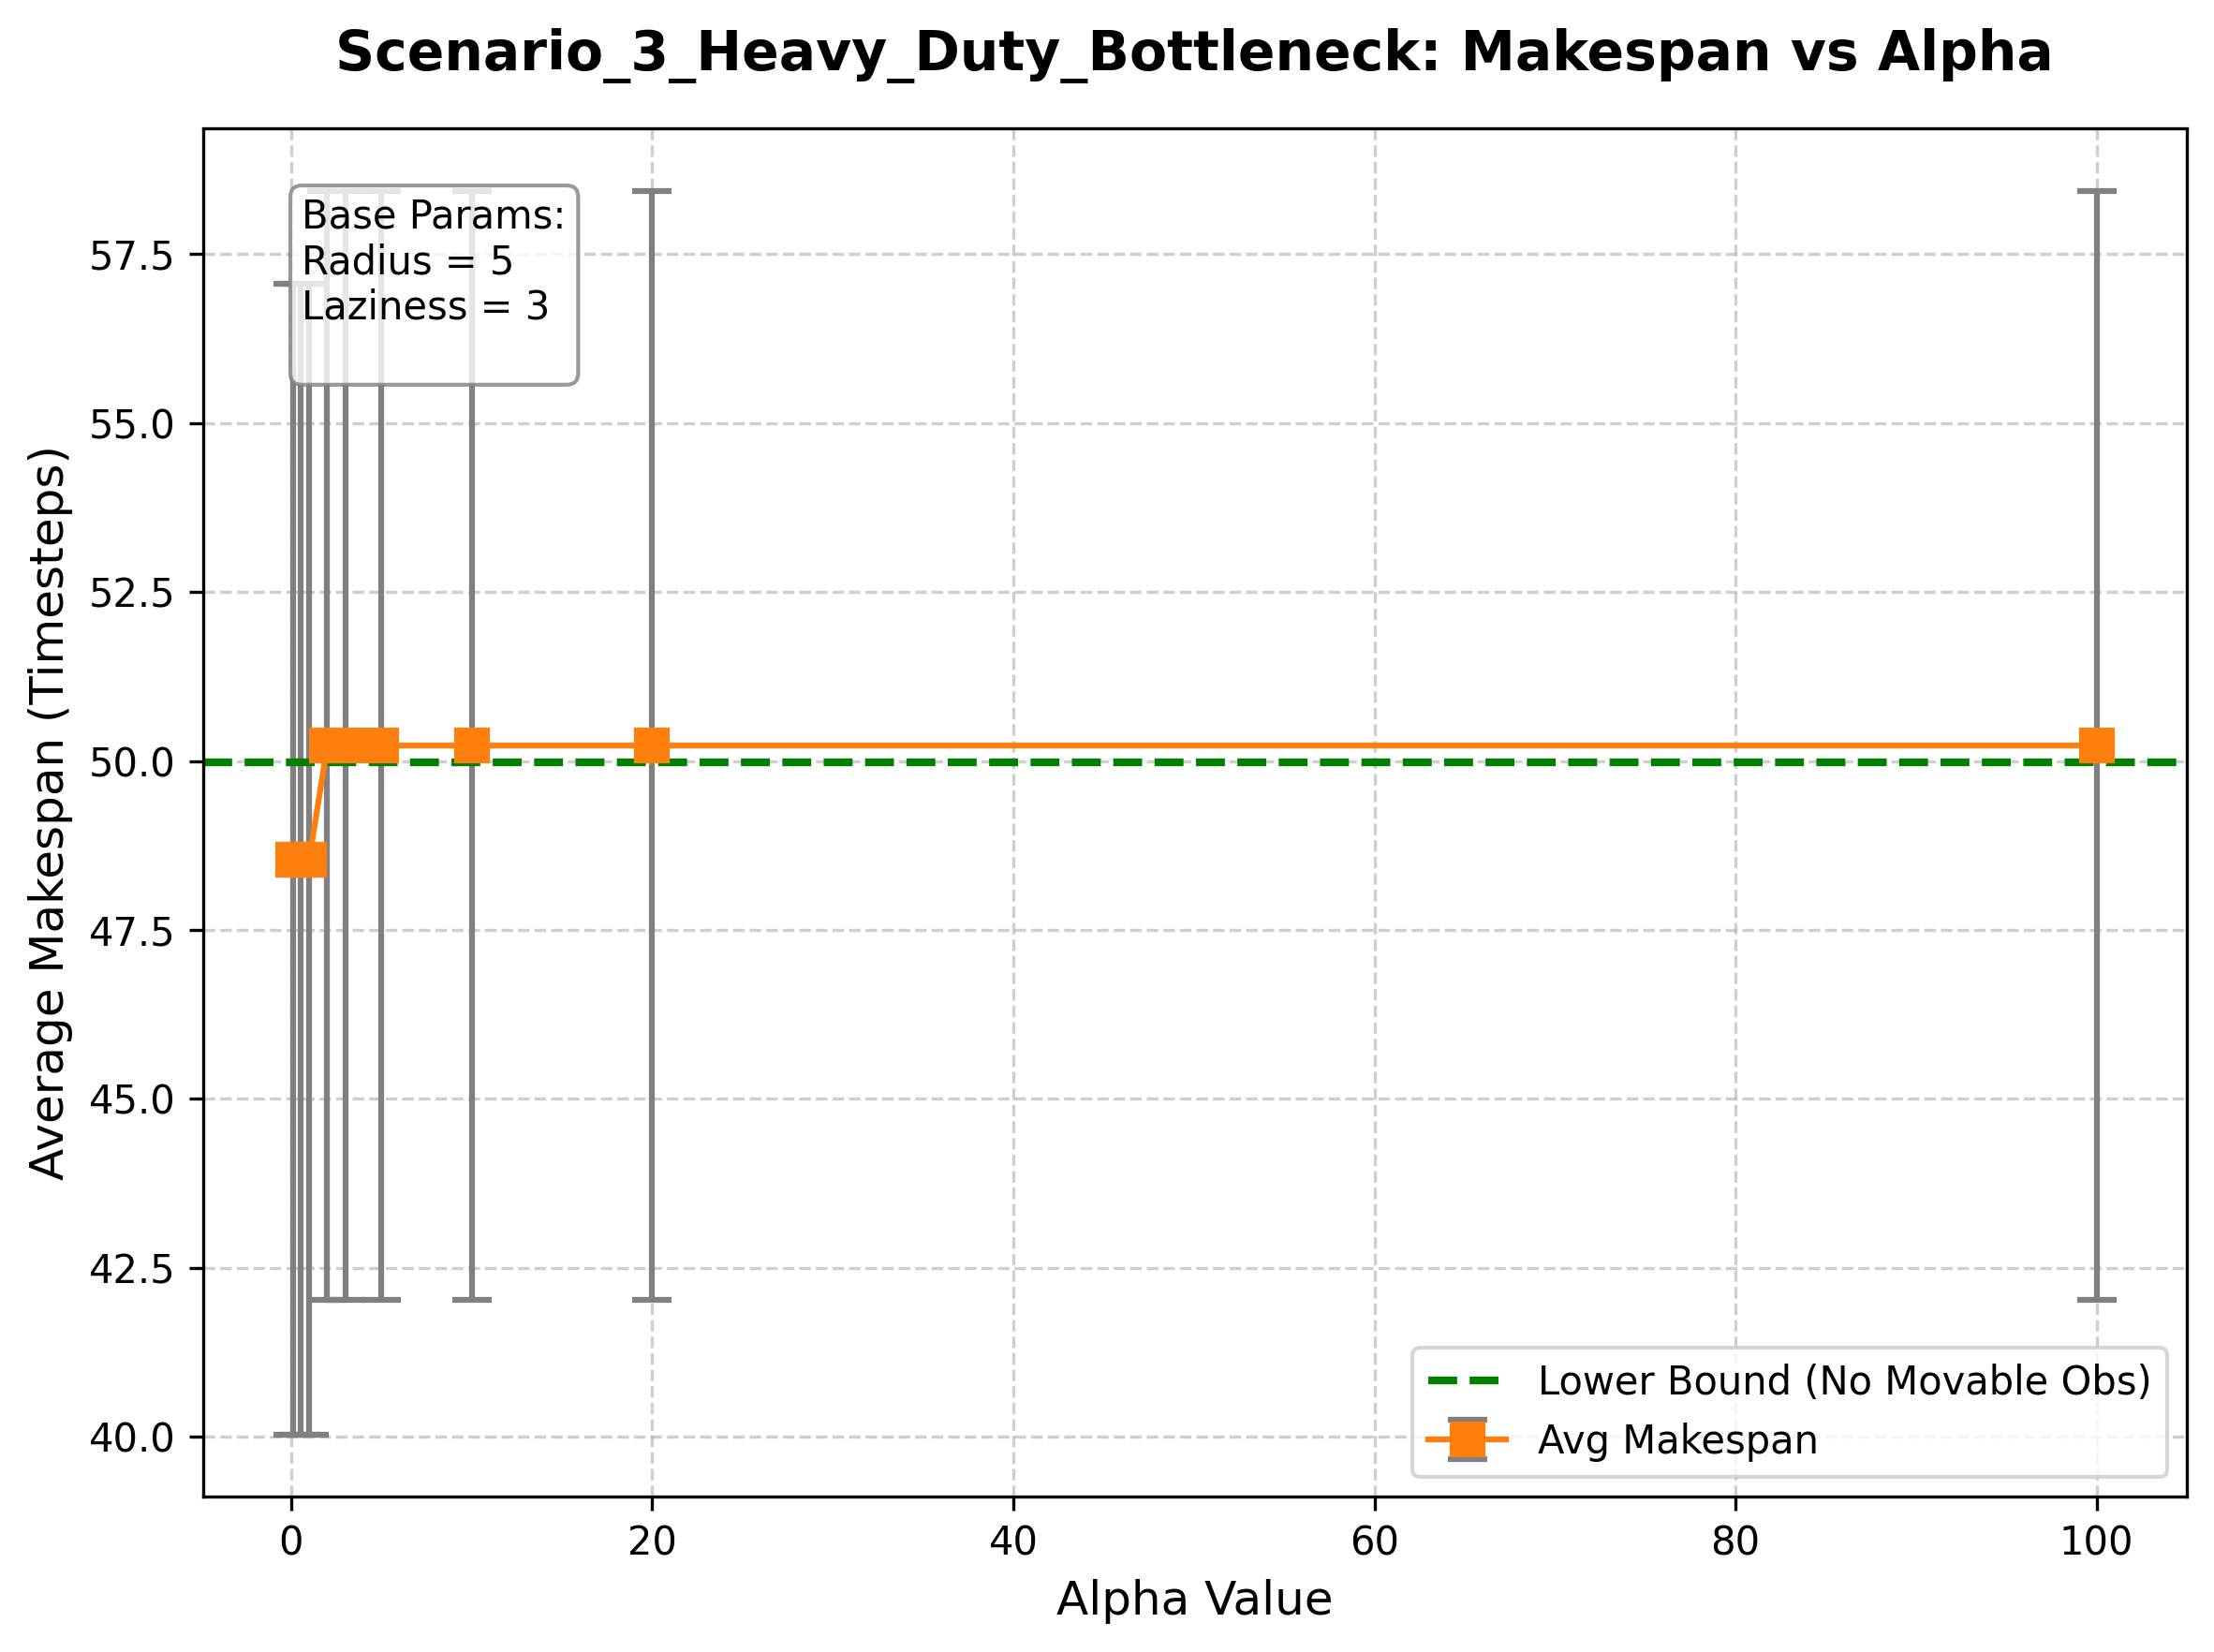 Scenario_3_Heavy_Duty_Bottleneck: Makespan vs Alpha
Base Params:
Radius = 5
Laziness = 3
57.5
55.0
52.5
50.0
47.5
45.0
42.5
40.0
Average Makespan (Timesteps)
Lower Bound (No Movable Obs)
Avg Makespan
0
20
40
60
80
100
Alpha Value